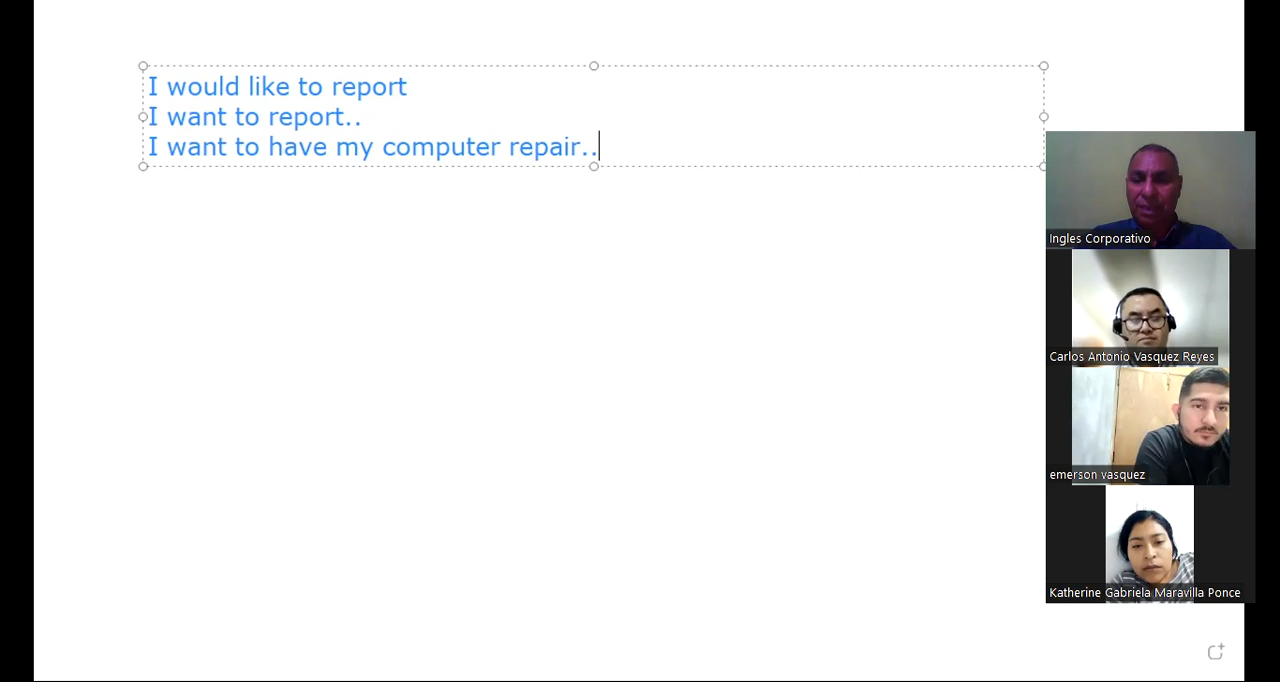 I would like to report
I want to report..
I want to have my computer repair..
Ingles Corporativo
Carlos Antonio Vasquez Reyes
emerson vasquez
Katherine Gabriela Maravilla Ponce